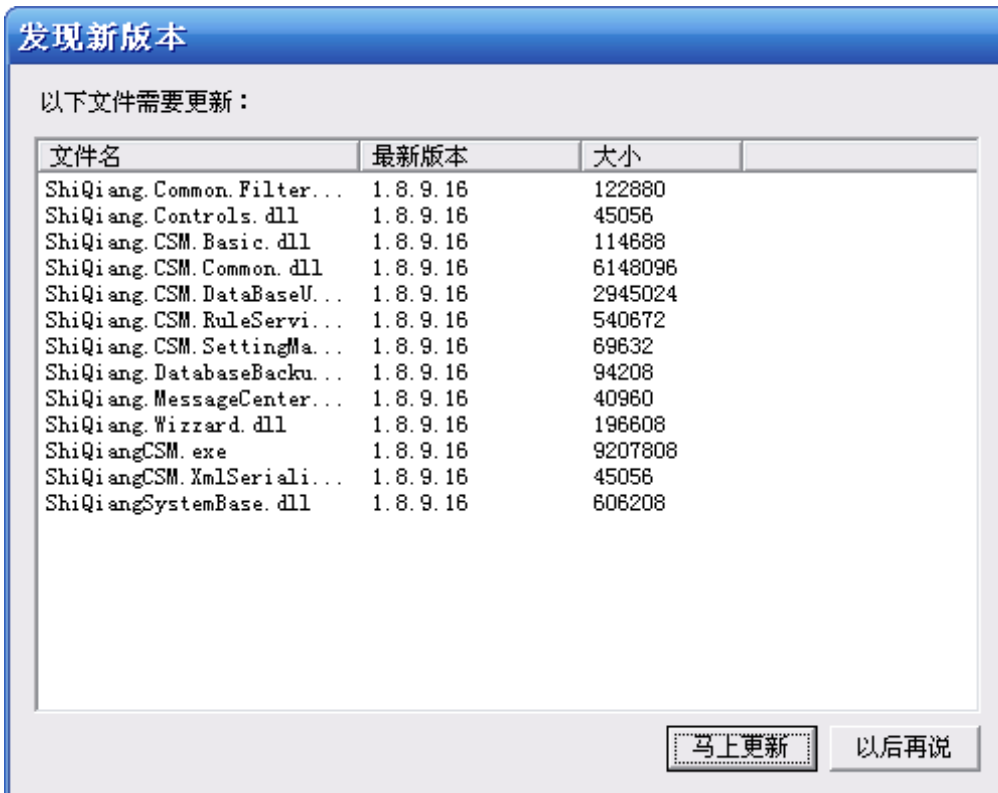 发现新版本
以下文件需要更新：
文件名 最新版本 大小
ShiQiang.Common.Filter... 1.8.9.16 122880
ShiQiang.Controls.dll 1.8.9.16 45056
ShiQiang.CSM.Basic.dll 1.8.9.16 114688
ShiQiang.CSM.Common.dll 1.8.9.16 6148096
ShiQiang.CSM.DataBaseU... 1.8.9.16 2945024
ShiQiang.CSM.RuleServi... 1.8.9.16 540672
ShiQiang.CSM.SettingMa... 1.8.9.16 69632
ShiQiang.DatabaseBacku... 1.8.9.16 94208
ShiQiang.MessageCenter... 1.8.9.16 40960
ShiQiang.Wizzard.dll 1.8.9.16 196608
ShiQiangCSM.exe 1.8.9.16 9207808
ShiQiangCSM.XmlSeriali... 1.8.9.16 45056
ShiQiangSystemBase.dll 1.8.9.16 606208
马上更新 以后再说